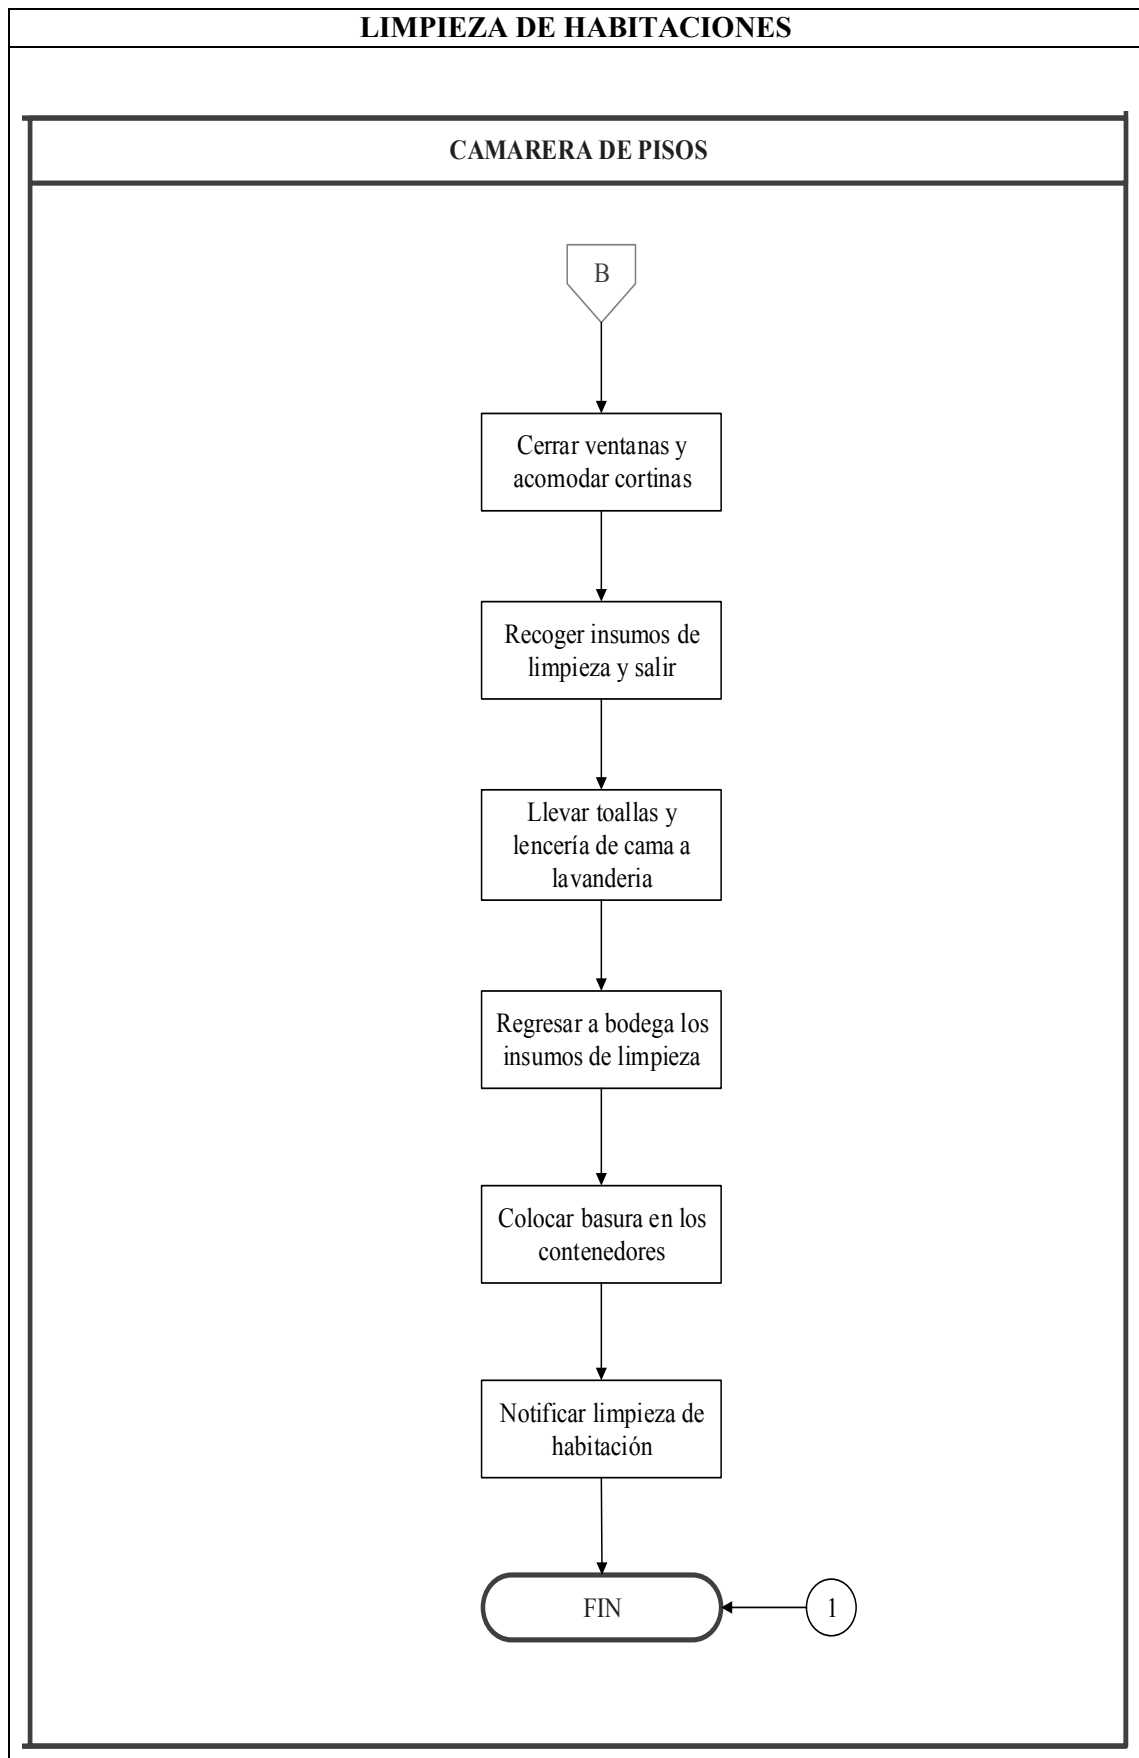 LIMPIEZA DE HABITACIONES
CAMARERA DE PISOS
B
Cerrar ventanas y
acomodar cortinas
Recoger insumos de
limpieza y salir
Llevar toallas y
lencería de cama a
lavanderia
Regresar a bodega los
insumos de limpieza
Colocar basura en los
contenedores
Notificar limpieza de
habitación
FIN
1